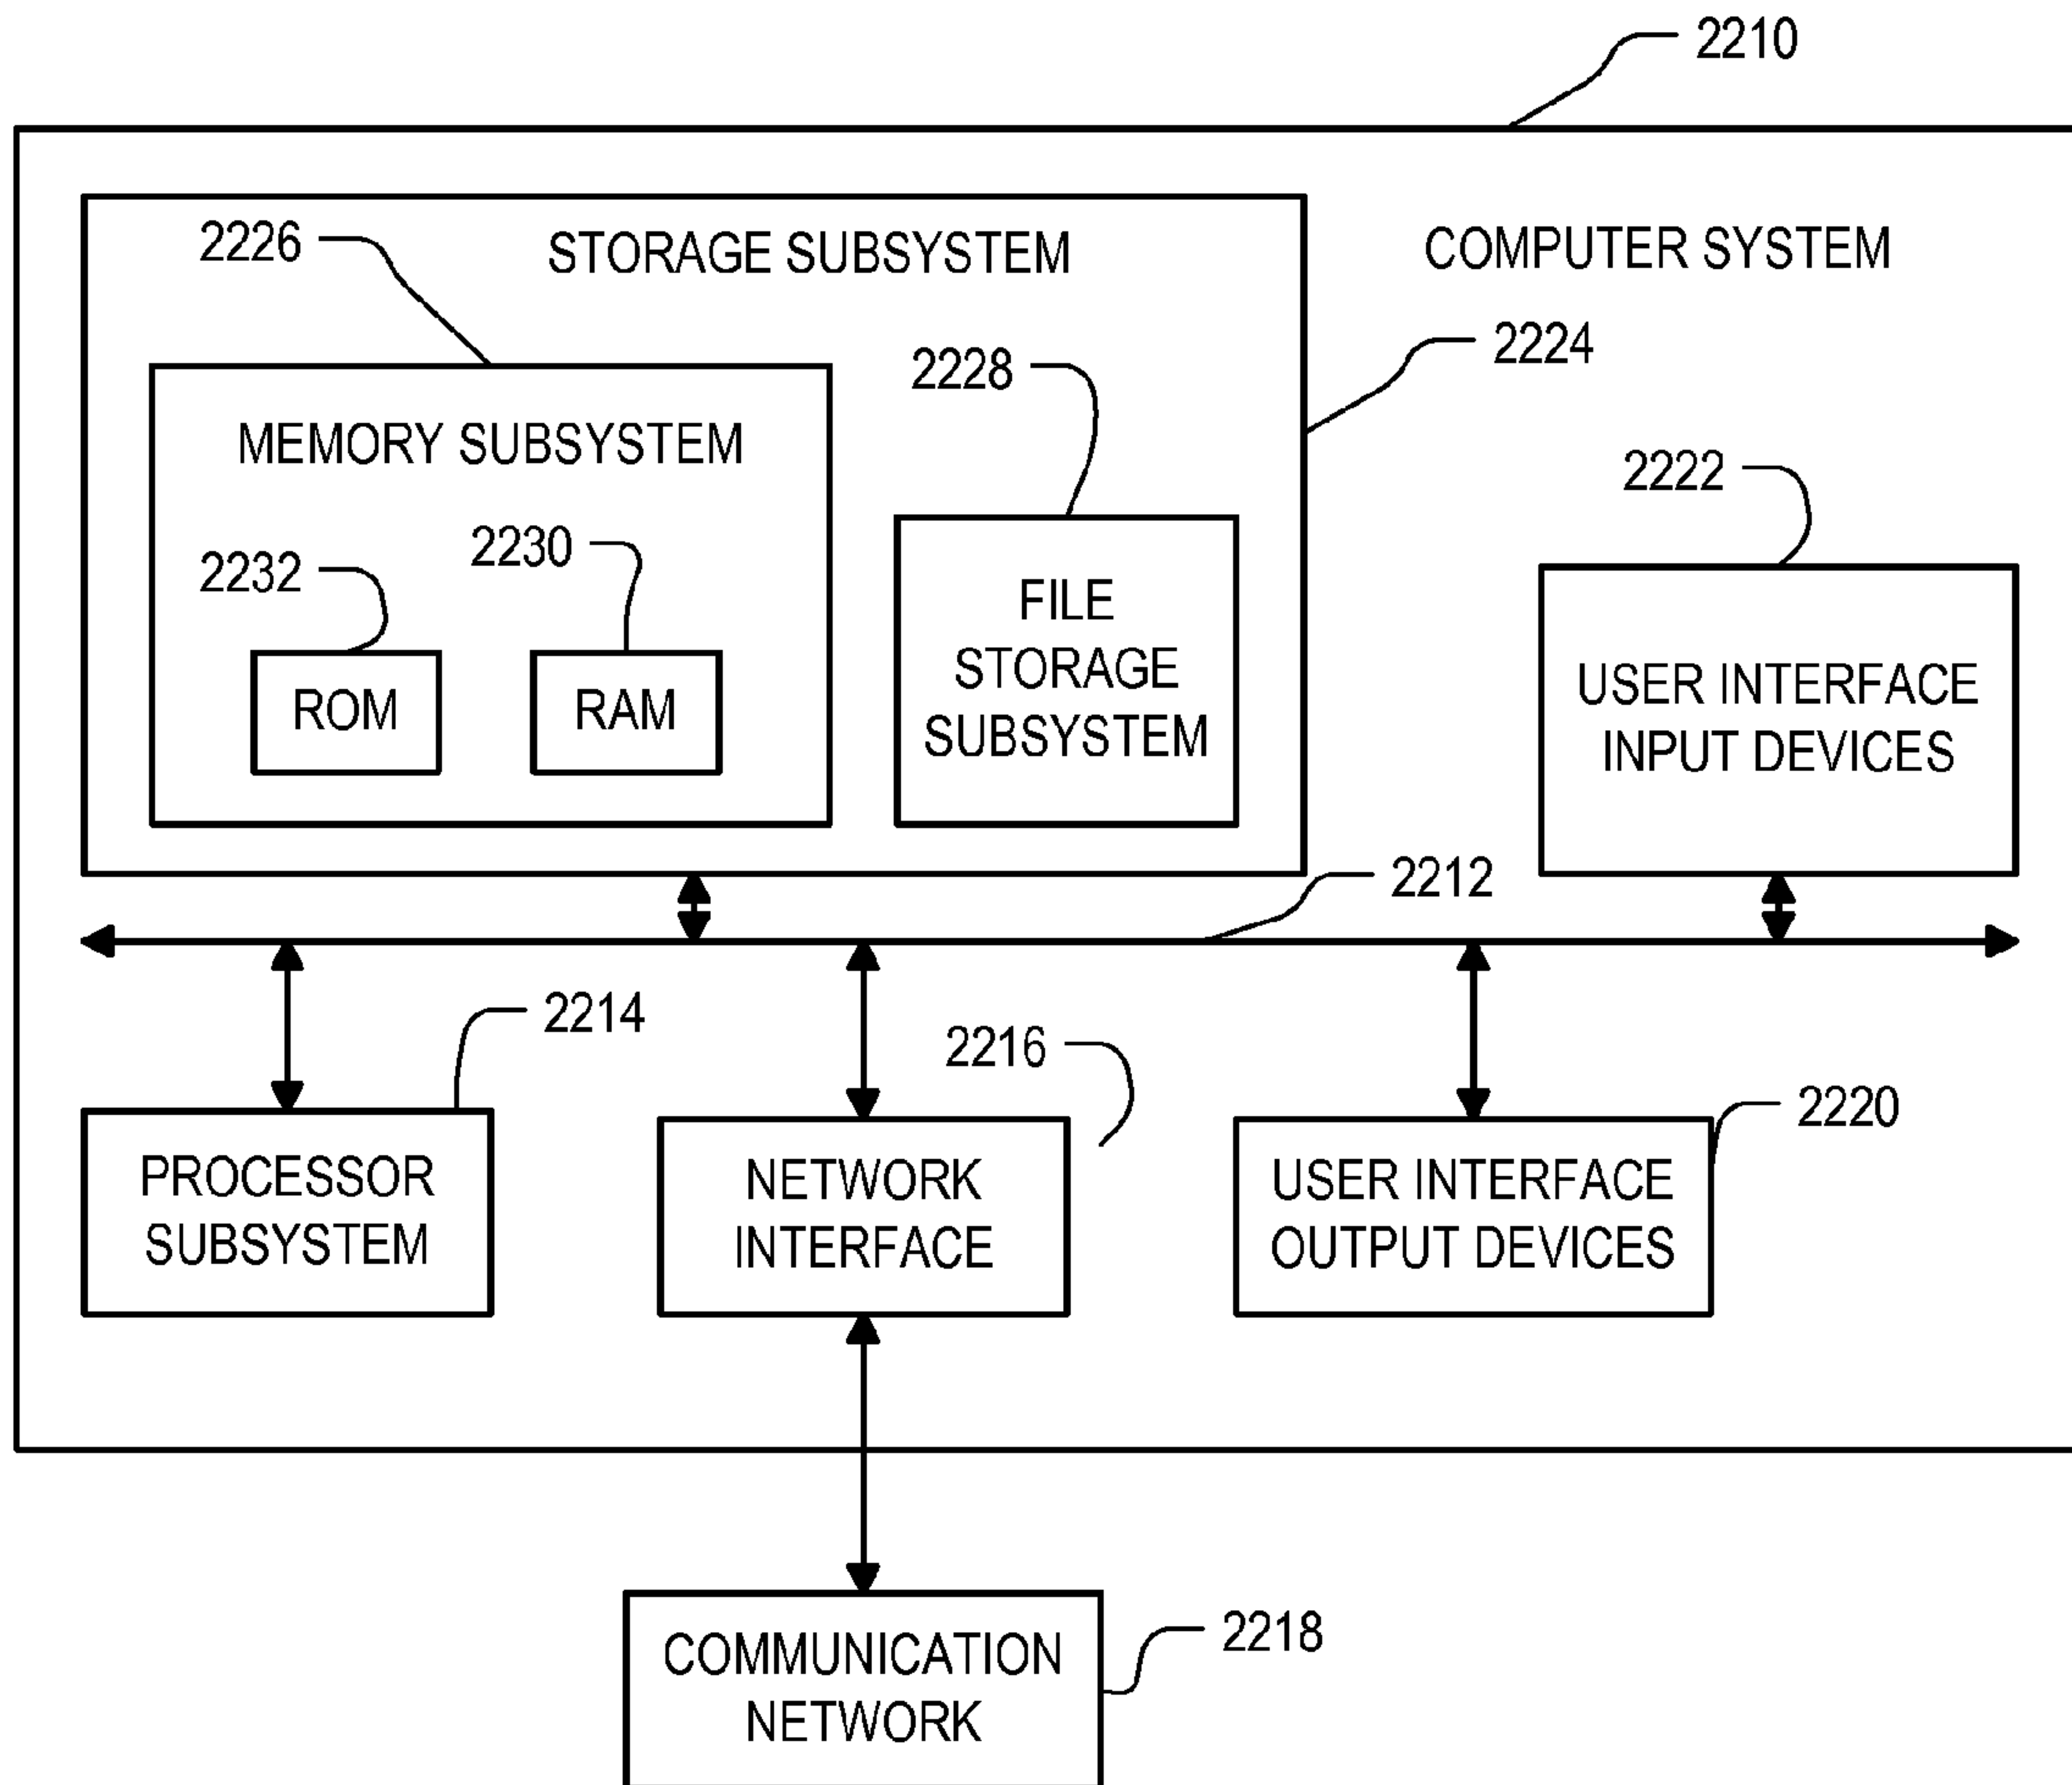 2210
2226
STORAGE SUBSYSTEM
COMPUTER SYSTEM
2224
2228
MEMORY SUBSYSTEM
2222
2230
2232
FILE
STORAGE
SUBSYSTEM
ROM
RAM
USER INTERFACE
INPUT DEVICES
2212
2214
2216
2220
PROCESSOR
SUBSYSTEM
NETWORK
INTERFACE
USER INTERFACE
OUTPUT DEVICES
2218
COMMUNICATION
NETWORK